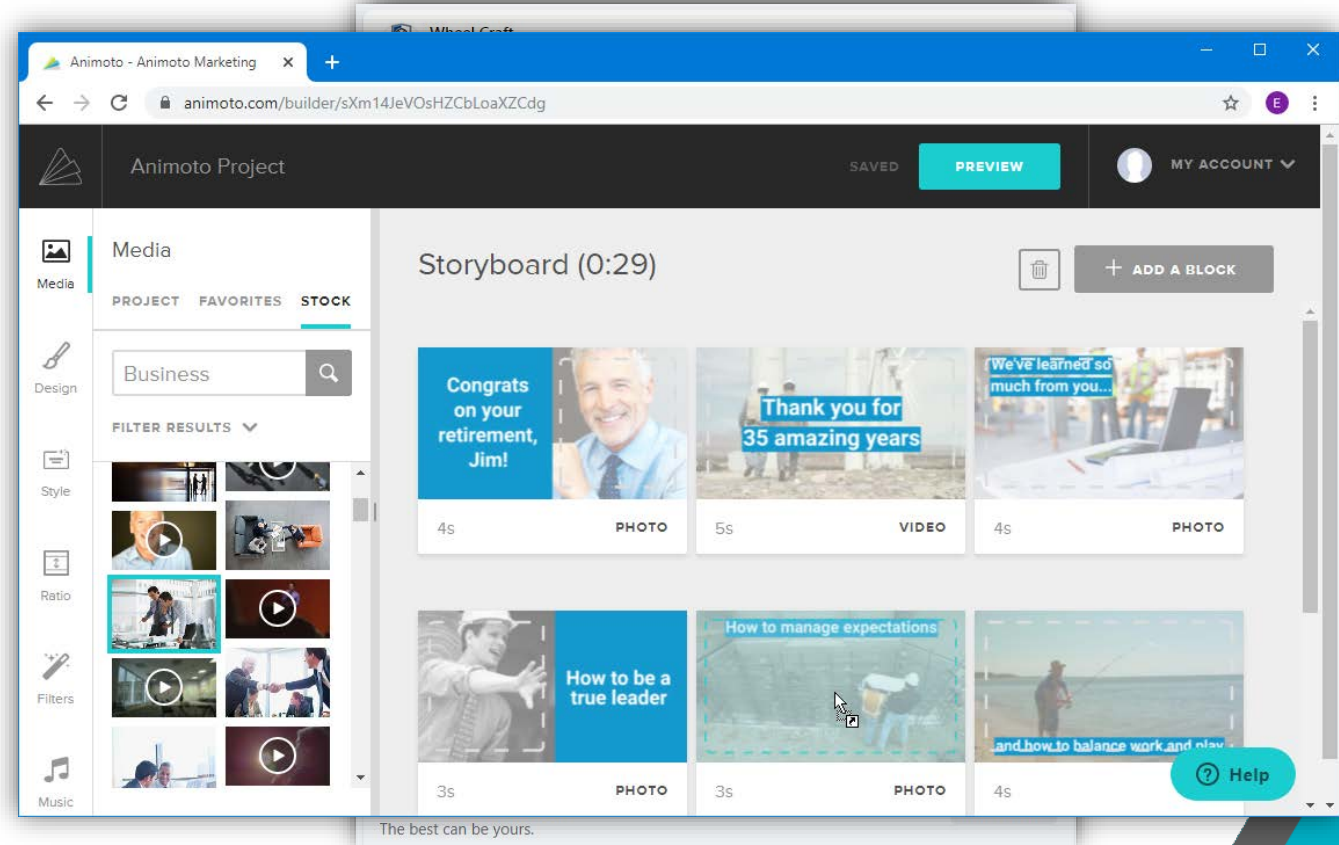 Wheel Craft
Animoto - Animoto Marketing
animoto.com/builder/sXm14JeVOsHZCbLoaXZCdg
E
Animoto Project
SAVED
PREVIEW
MY ACCOUNT
Media
Design
Style
Ratio
Filters
Music
Media
PROJECT FAVORITES STOCK
Business
FILTER RESULTS
Storyboard (0:29)
+ ADD A BLOCK
Congrats
on your
retirement,
Jim!
4s PHOTO
Thank you for
35 amazing years
5s VIDEO
We've learned so
much from you...
4s PHOTO
How to be a
true leader
3s PHOTO
How to manage expectations
3s PHOTO
and how to balance work and play
4s
? Help
The best can be yours.